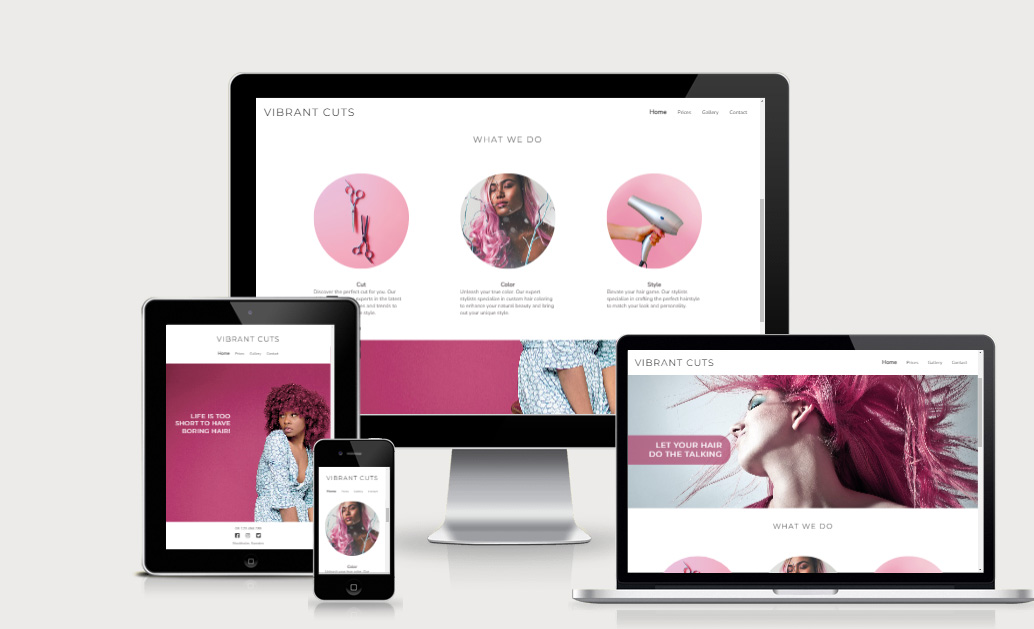 VIBRANT CUTS
Home Prices Gallery Contact
WHAT WE DO
Cut
Discover the perfect cut for you. Our
experts in the latest
and trends to
style.
Color
Unleash your true color. Our expert
stylists specialize in custom hair coloring
to enhance your natural beauty and bring
out your unique style.
Style
Elevate your hair game. Our stylists
specialize in crafting the perfect hairstyle
to match your look and personality.
VIBRANT CUTS
Home Prices Gallery Contact
LIFE IS TOO
SHORT TO HAVE
BORING HAIR!
VIBRANT CUTS
Home Prices Gallery Contact
Color
Unleash your true color. Our
VIBRANT CUTS
Home Prices Gallery Contact
LET YOUR HAIR
DO THE TALKING
WHAT WE DO